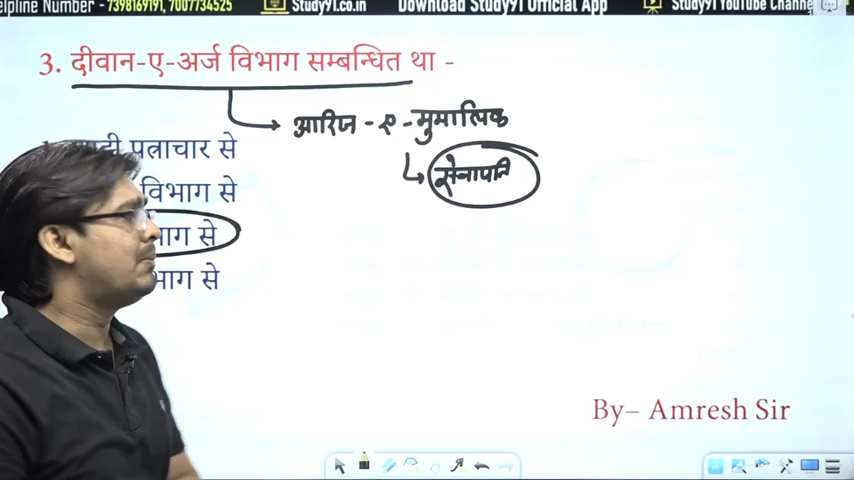 elpline Number - 7398169191, 7007734525 Study91.co.in Download Study91 Official App Study91 YouTube Channe
3. दीवान-ए-अर्ज विभाग सम्बन्धित था -
आरिज - ए - मुमालिक
पत्राचार से
सेनापति
विभाग से
भाग से
भाग से
By– Amresh Sir